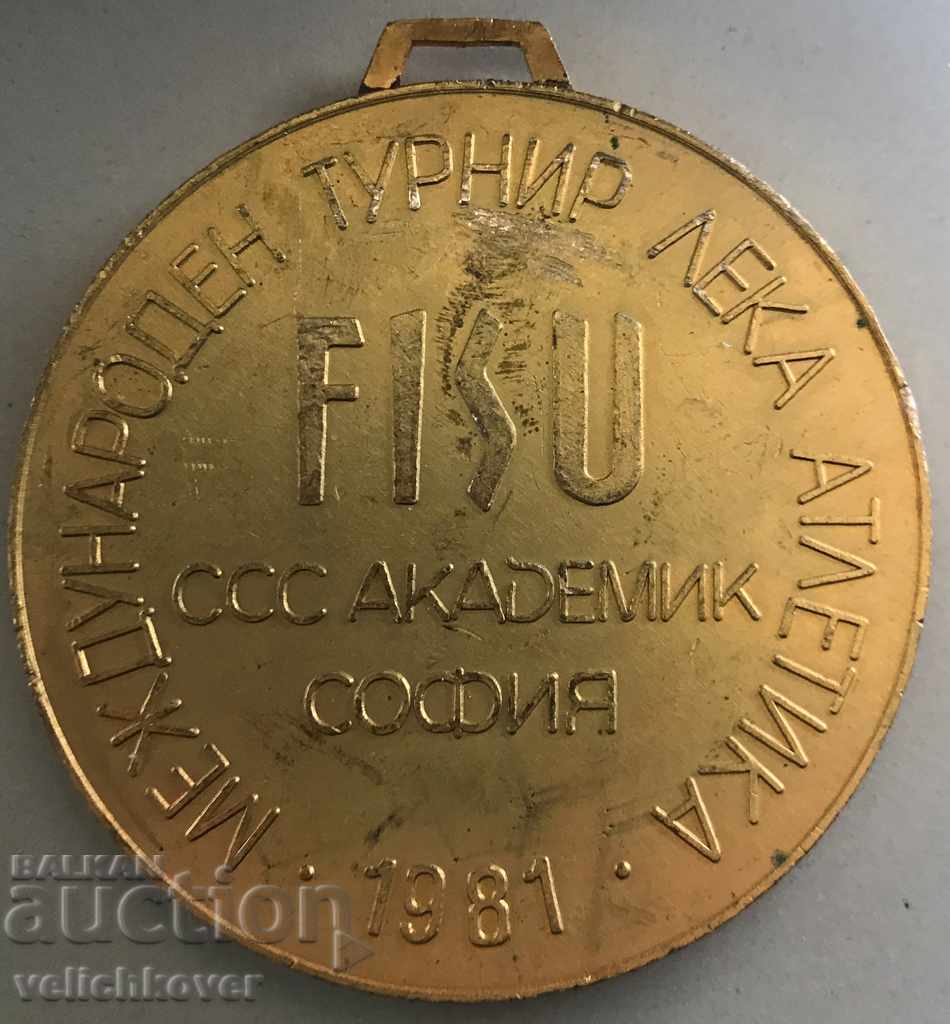 МЕЖДУНАРОДЕН ТУРНИР ЛЕКА АТЛЕТИКА
FISU
ССС АКАДЕМИК
СОФИЯ
· 1981 ·
BALKAN
auction
velichkover